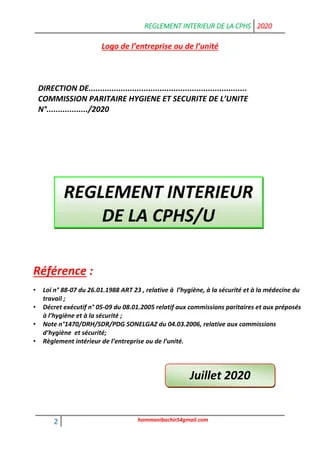 REGLEMENT INTERIEUR DE LA CPHS 2020
Logo de l'entreprise ou de l'unité
DIRECTION DE.....................................................................
COMMISSION PARITAIRE HYGIENE ET SECURITE DE L'UNITE
N°................../2020
REGLEMENT INTERIEUR
DE LA CPHS/U
Référence :
• Loi n° 88-07 du 26.01.1988 ART 23 , relative à l'hygiène, à la sécurité et à la médecine du
travail ;
• Décret exécutif n° 05-09 du 08.01.2005 relatif aux commissions paritaires et aux préposés
à l'hygiène et à la sécurité ;
• Note n°1470/DRH/SDR/PDG SONELGAZ du 04.03.2006, relative aux commissions
d'hygiène et sécurité;
• Règlement intérieure de l'entreprise ou de l'unité.
Juillet 2020
2 hammanibachir54gmail.com